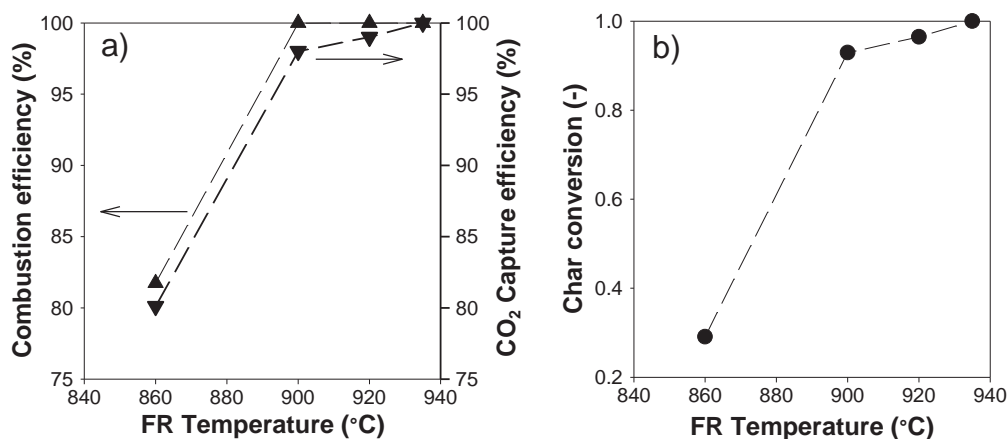 a)
100
95
90
85
80
75
Combustion efficiency (%)
100
95
90
85
80
75
CO₂ Capture efficiency (%)
840 860 880 900 920 940
FR Temperature (°C)
b)
1.0
0.8
0.6
0.4
0.2
Char conversion (-)
840 860 880 900 920 940
FR Temperature (°C)